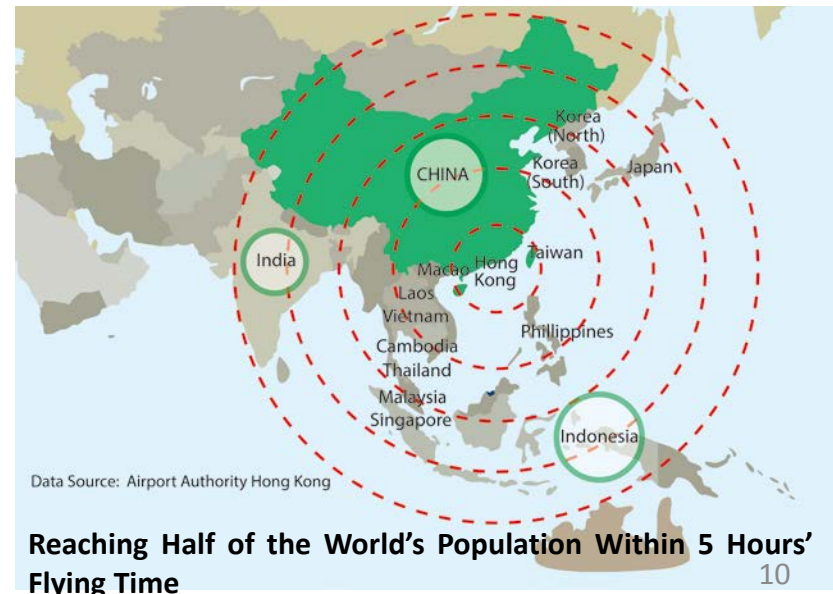 Korea
(North)
CHINA
Korea
(South)
Japan
India
Taiwan
Macao
Hong
Kong
Laos
Vietnam
Phillippines
Cambodia
Thailand
Malaysia
Singapore
Indonesia
Data Source: Airport Authority Hong Kong
Reaching Half of the World's Population Within 5 Hours'
Flying Time
10